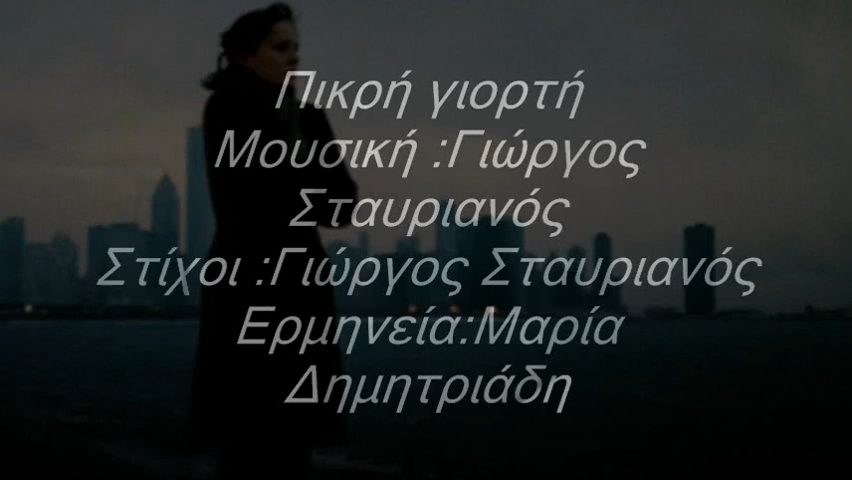 Πικρή γιορτή
Μουσική :Γιώργος
Σταυριανός
Στίχοι :Γιώργος Σταυριανός
Ερμηνεία:Μαρία
Δημητριάδη